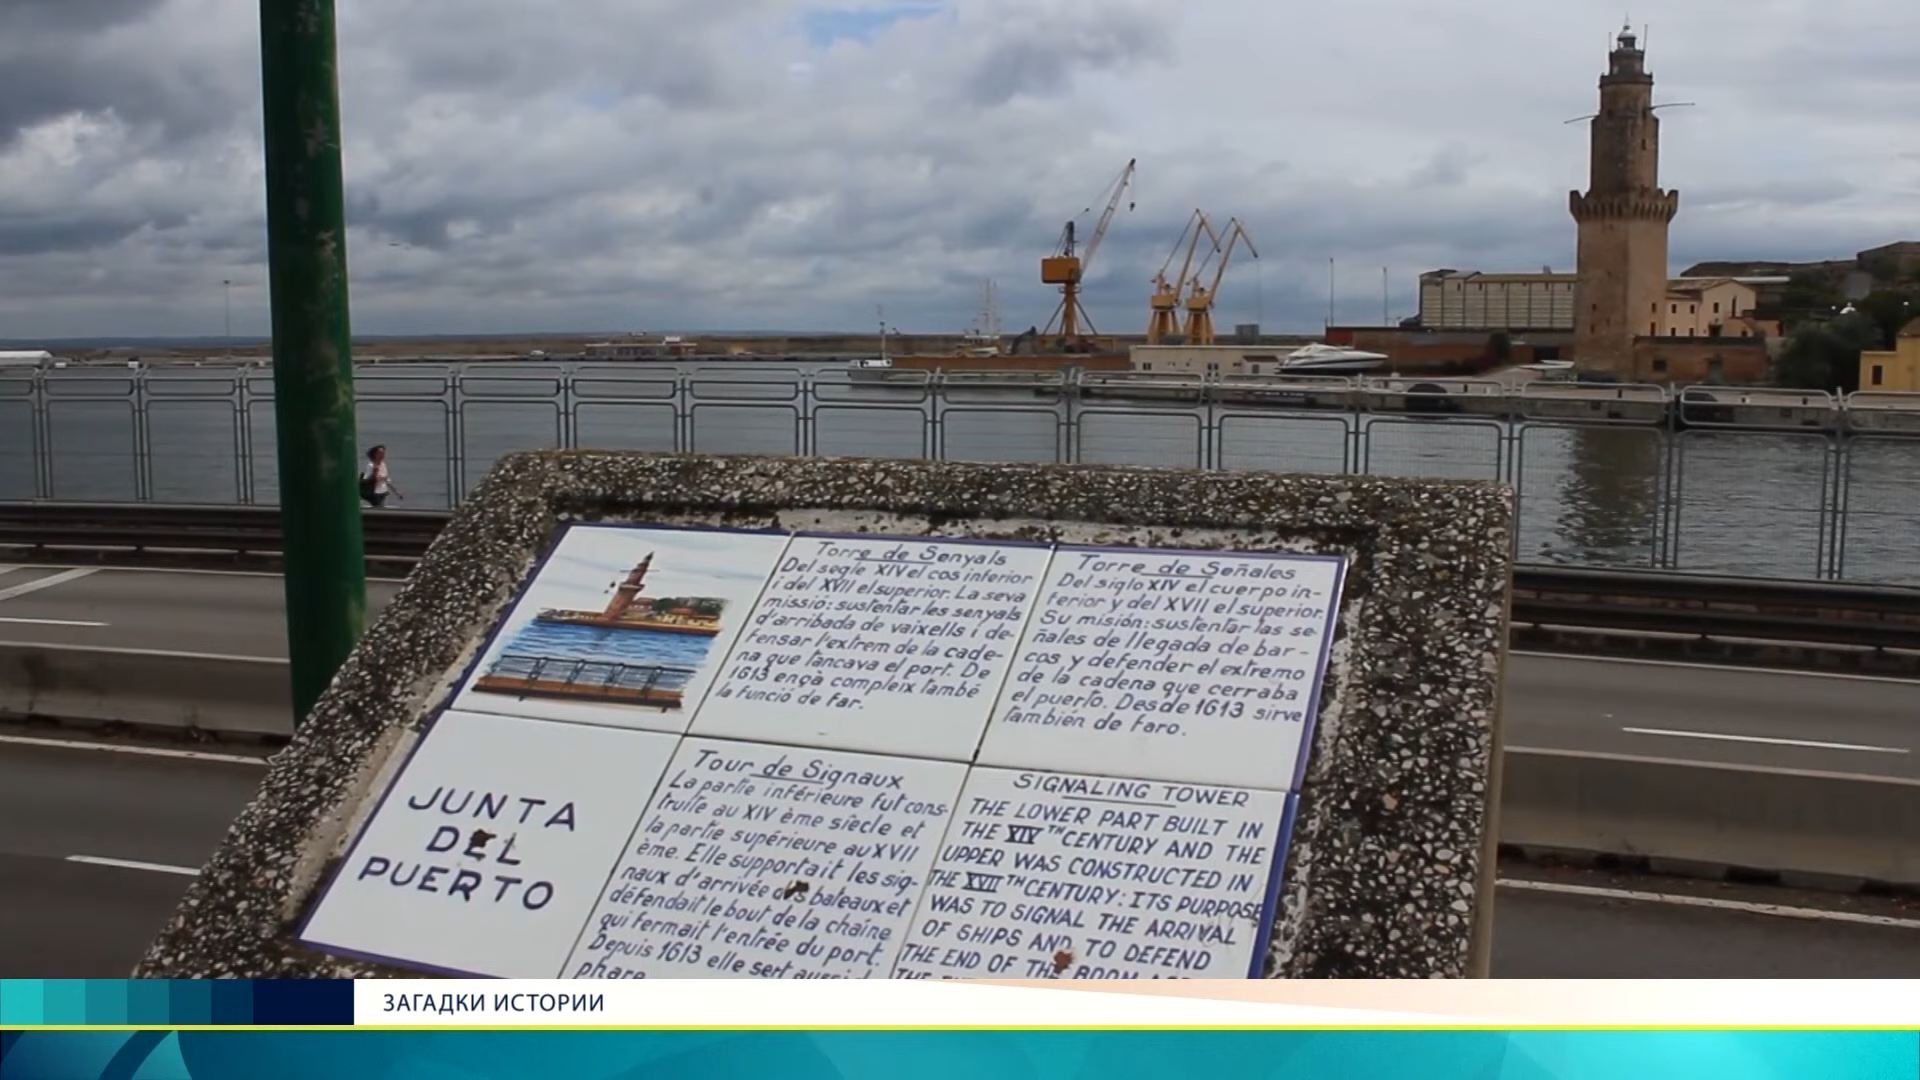 Torre de Senyals
Del segle XIV el cos inferior
i del XVII el superior. La seva
missió: sustentar les senyals
d'arribada de vaixells i de-
fensar l'extrem de la cade-
na que tancava el port. De
1613 ençà compleix també
la funció de far.
Torre de Señales
Del siglo XIV el cuerpo in-
ferior y del XVII el superior.
Su misión: sustentar las se-
ñales de llegada de bar-
cos y defender el extremo
de la cadena que cerraba
el puerto. Desde 1613 sirve
también de faro.
JUNTA
DEL
PUERTO
Tour de Signaux
La partie inférieure fut cons-
truite au XIV ème siècle et
la partie supérieure au XVII
ème. Elle supportait les sig-
naux d'arrivée des bateaux et
défendait le bout de la chaîne
qui fermait l'entrée du port.
Depuis 1613 elle sert aussi d
phare
SIGNALING TOWER
THE LOWER PART BUILT IN
THE XIV TH CENTURY AND THE
UPPER WAS CONSTRUCTED IN
THE XVII TH CENTURY: ITS PURPOSE
WAS TO SIGNAL THE ARRIVAL
OF SHIPS AND TO DEFEND
THE END OF THE BOOM
ЗАГАДКИ ИСТОРИИ